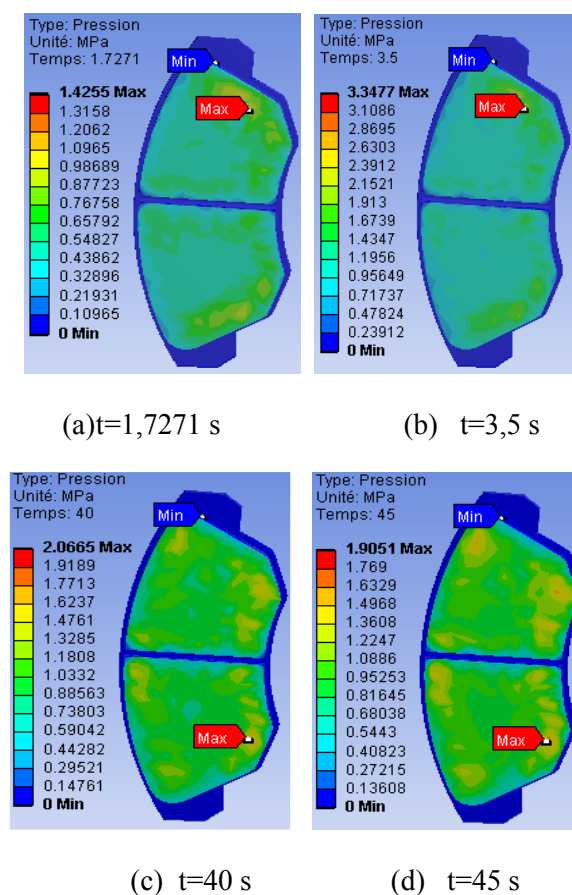 Type: Pression
Unité: MPa
Temps: 1.7271
Min
1.4255 Max
1.3158
Max
1.2062
1.0965
0.98689
0.87723
0.76758
0.65792
0.54827
0.43862
0.32896
0.21931
0.10965
0 Min
Type: Pression
Unité: MPa
Temps: 3.5
Min
3.3477 Max
3.1086
Max
2.8695
2.6303
2.3912
2.1521
1.913
1.6739
1.4347
1.1956
0.95649
0.71737
0.47824
0.23912
0 Min
(a)t=1,7271 s
(b) t=3,5 s
Type: Pression
Unité: MPa
Temps: 40
Min
2.0665 Max
1.9189
1.7713
1.6237
1.4761
1.3285
1.1808
1.0332
0.88563
0.73803
0.59042
Max
0.44282
0.29521
0.14761
0 Min
Type: Pression
Unité: MPa
Temps: 45
Min
1.9051 Max
1.769
1.6329
1.4968
1.3608
1.2247
1.0886
0.95253
0.81645
0.68038
0.5443
Max
0.40823
0.27215
0.13608
0 Min
(c) t=40 s
(d) t=45 s